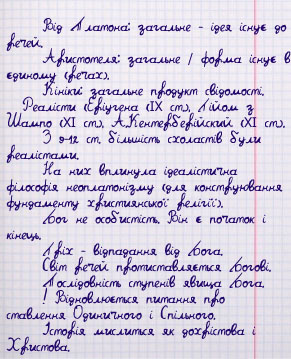 Від Платона: загальне - ідея існує до
речей.
Аристотеля: загальне / форма існує в
єдиному (речах).
Кініки: загальне продукт свідомості.
Реалісти (Еріугена (IX ст), Гійом з
Шампо (XI ст), А.Кентерберійский (XI ст).
З 9-12 ст. більшість схоластів були
реалістами.
На них вплинула ідеалістична
філософія неоплатонізму (для конструювання
фундаменту християнської релігії).
Бог не особистість. Він є початок і
кінець.
Гріх - відпадання від Бога.
Світ речей протиставляється Богові.
Послідовність ступенів явища Бога.
! Відновлюється питання про
ставлення Одиничного і Спільного.
Історія мислиться як дохрістова і
Христова.